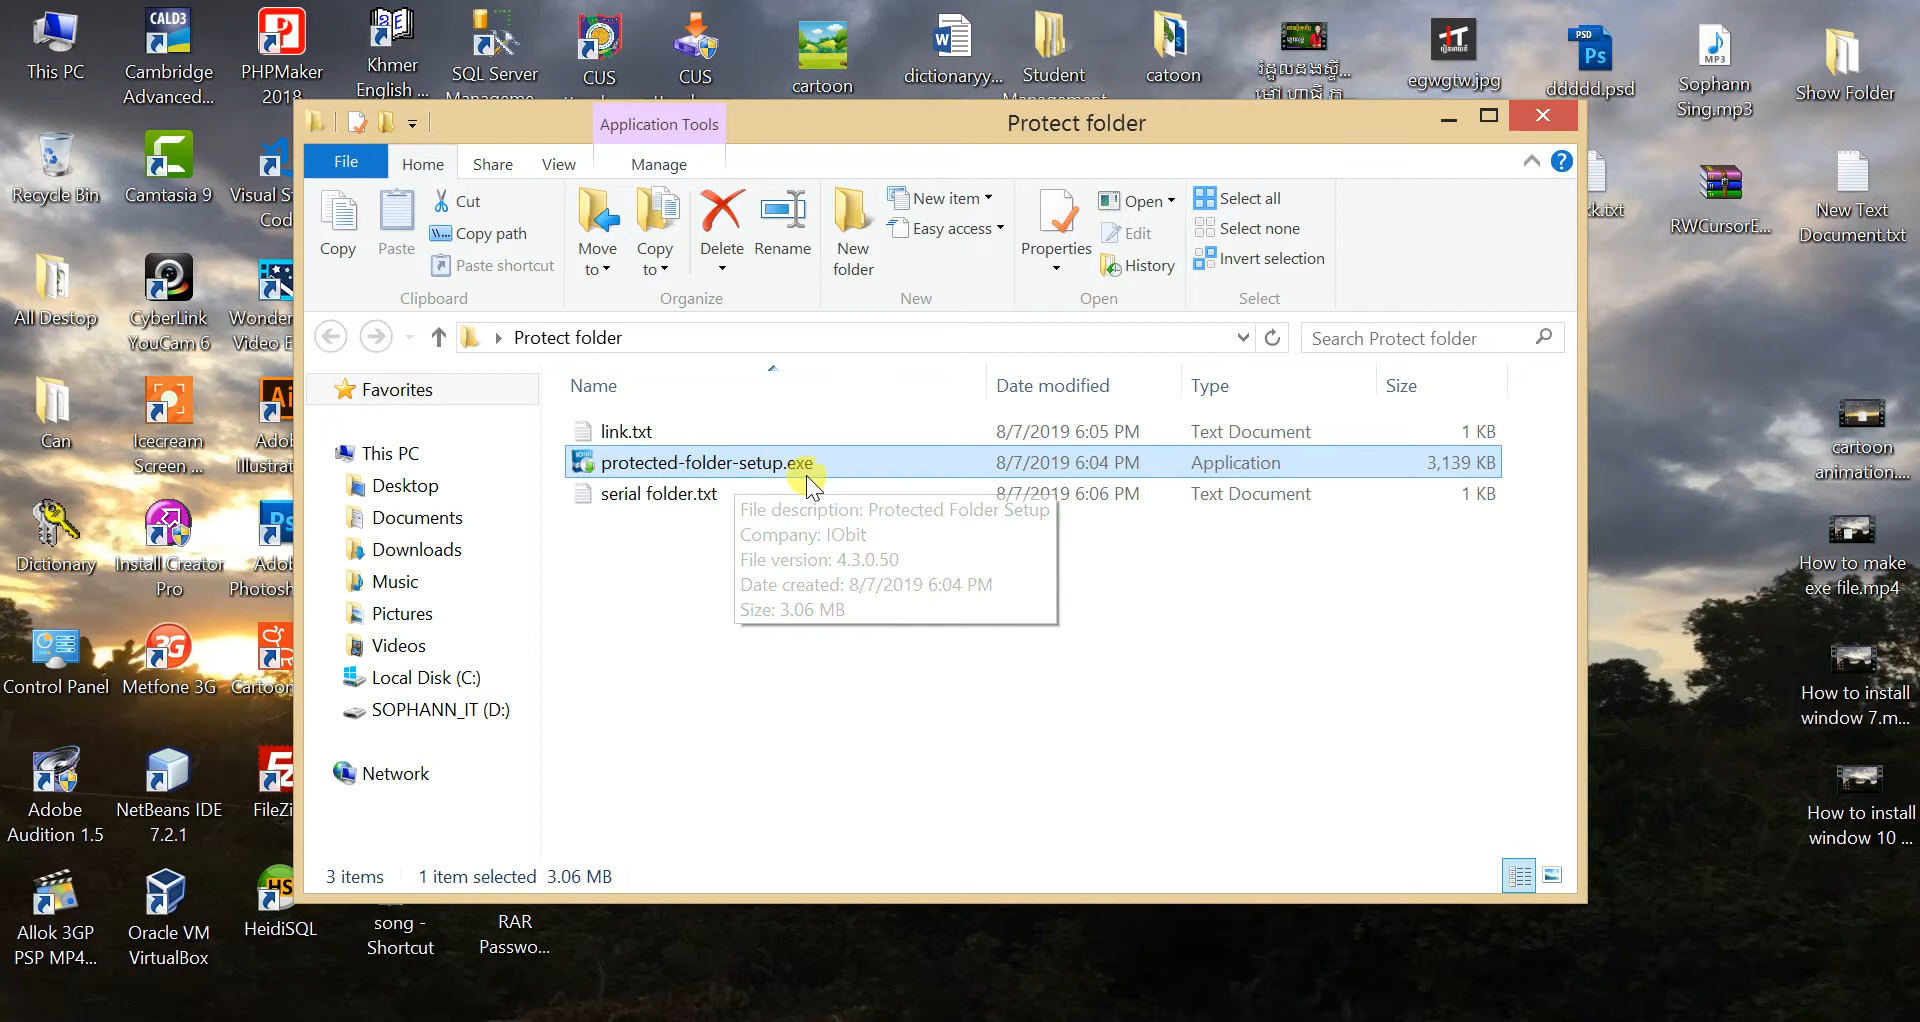 This PC
Cambridge
Advanced...
PHPMaker
2018
Khmer
English ...
SQL Server
CUS
CUS
cartoon
dictionaryy...
Student
catoon
egwgtw.jpg
ddddd.psd
Sophann
Sing.mp3
Show Folder
Recycle Bin
Camtasia 9
New Text
Document.txt
RWCursorE...
All Destop
CyberLink
YouCam 6
Can
Icecream
Screen ...
cartoon
animation....
Dictionary
Install Creator
Pro
How to make
exe file.mp4
Control Panel
Metfone 3G
How to install
window 7.m...
Adobe
Audition 1.5
NetBeans IDE
7.2.1
How to install
window 10 ...
Allok 3GP
PSP MP4...
Oracle VM
VirtualBox
HeidiSQL
song -
Shortcut
RAR
Passwo...
Application Tools
Protect folder
File
Home
Share
View
Manage
Copy
Paste
Cut
Copy path
Paste shortcut
Clipboard
Move
to
Copy
to
Delete
Rename
Organize
New
folder
New item
Easy access
New
Properties
Open
Edit
History
Open
Select all
Select none
Invert selection
Select
Protect folder
Search Protect folder
Favorites
This PC
Desktop
Documents
Downloads
Music
Pictures
Videos
Local Disk (C:)
SOPHANN_IT (D:)
Network
Name
Date modified
Type
Size
link.txt
8/7/2019 6:05 PM
Text Document
1 KB
protected-folder-setup.exe
8/7/2019 6:04 PM
Application
3,139 KB
serial folder.txt
8/7/2019 6:06 PM
Text Document
1 KB
File description: Protected Folder Setup
Company: IObit
File version: 4.3.0.50
Date created: 8/7/2019 6:04 PM
Size: 3.06 MB
3 items
1 item selected 3.06 MB